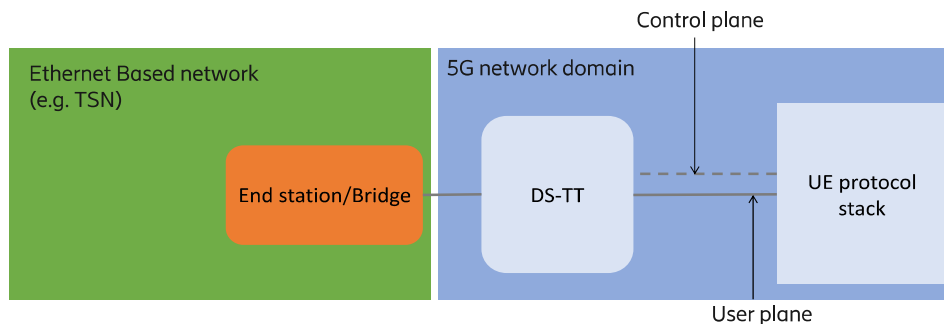 Control plane
Ethernet Based network
(e.g. TSN)
5G network domain
End station/Bridge
DS-TT
UE protocol
stack
User plane